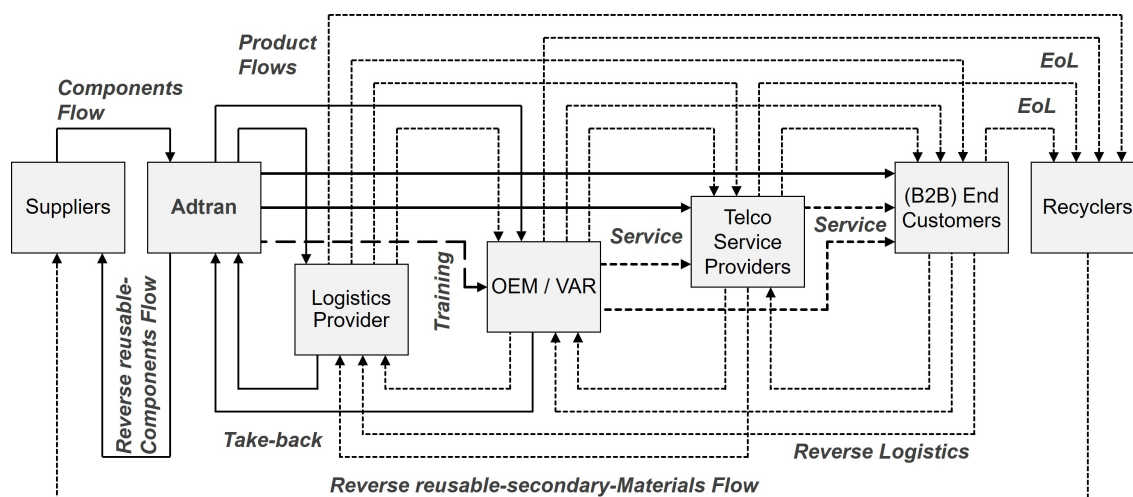 Product
Flows
EoL
Components
Flow
EoL
Suppliers
Adtran
(B2B) End
Customers
Recyclers
Telco
Service
Providers
Service
Service
Training
OEM / VAR
Logistics
Provider
Reverse reusable-
Components Flow
Take-back
Reverse Logistics
Reverse reusable-secondary-Materials Flow